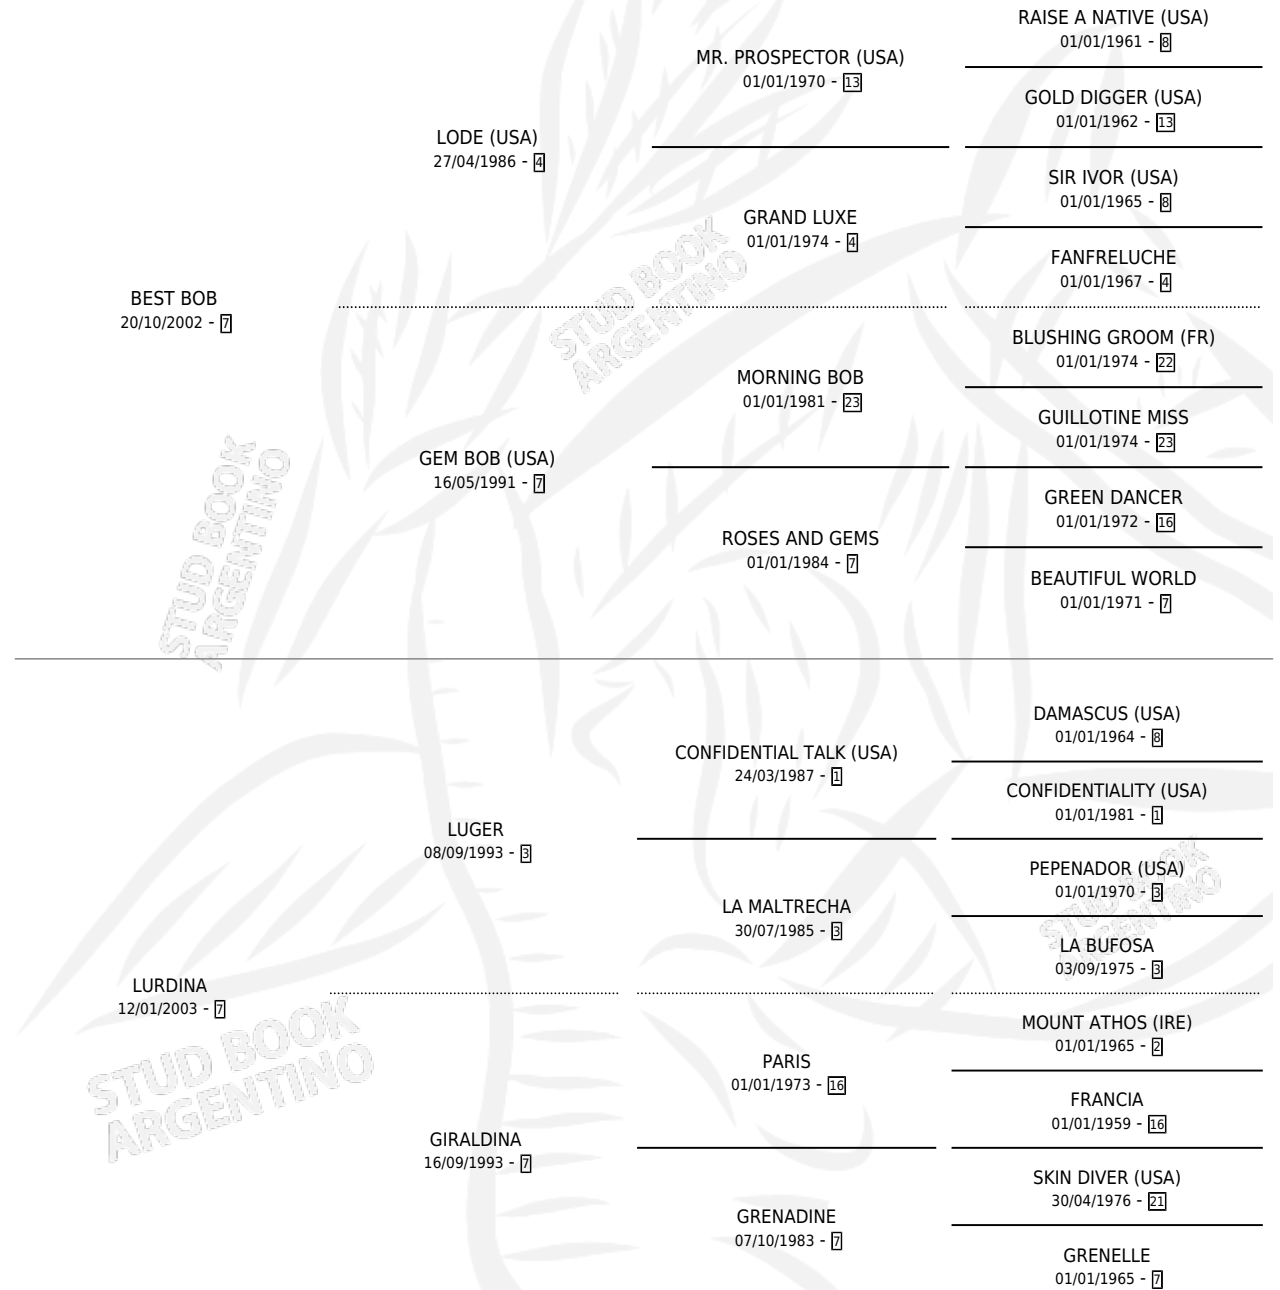 RAISE A NATIVE (USA)
01/01/1961 - 8
MR. PROSPECTOR (USA)
01/01/1970 - 13
GOLD DIGGER (USA)
01/01/1962 - 13
LODE (USA)
27/04/1986 - 4
SIR IVOR (USA)
01/01/1965 - 8
GRAND LUXE
01/01/1974 - 4
FANFRELUCHE
01/01/1967 - 4
BEST BOB
20/10/2002 - 7
BLUSHING GROOM (FR)
01/01/1974 - 22
MORNING BOB
01/01/1981 - 23
GUILLOTINE MISS
01/01/1974 - 23
GEM BOB (USA)
16/05/1991 - 7
GREEN DANCER
01/01/1972 - 16
ROSES AND GEMS
01/01/1984 - 7
BEAUTIFUL WORLD
01/01/1971 - 7
DAMASCUS (USA)
01/01/1964 - 8
CONFIDENTIAL TALK (USA)
24/03/1987 - 1
CONFIDENTIALITY (USA)
01/01/1981 - 1
LUGER
08/09/1993 - 3
PEPENADOR (USA)
01/01/1970 - 3
LA MALTRECHA
30/07/1985 - 3
LA BUFOSA
03/09/1975 - 3
LURDINA
12/01/2003 - 7
MOUNT ATHOS (IRE)
01/01/1965 - 2
PARIS
01/01/1973 - 16
FRANCIA
01/01/1959 - 16
GIRALDINA
16/09/1993 - 7
SKIN DIVER (USA)
30/04/1976 - 21
GRENADINE
07/10/1983 - 7
GRENELLE
01/01/1965 - 7
STUD BOOK
ARGENTINO
STUD BOOK
ARGENTINO
STUD BOOK
ARGENTINO
STUD BOOK
ARGENTINO